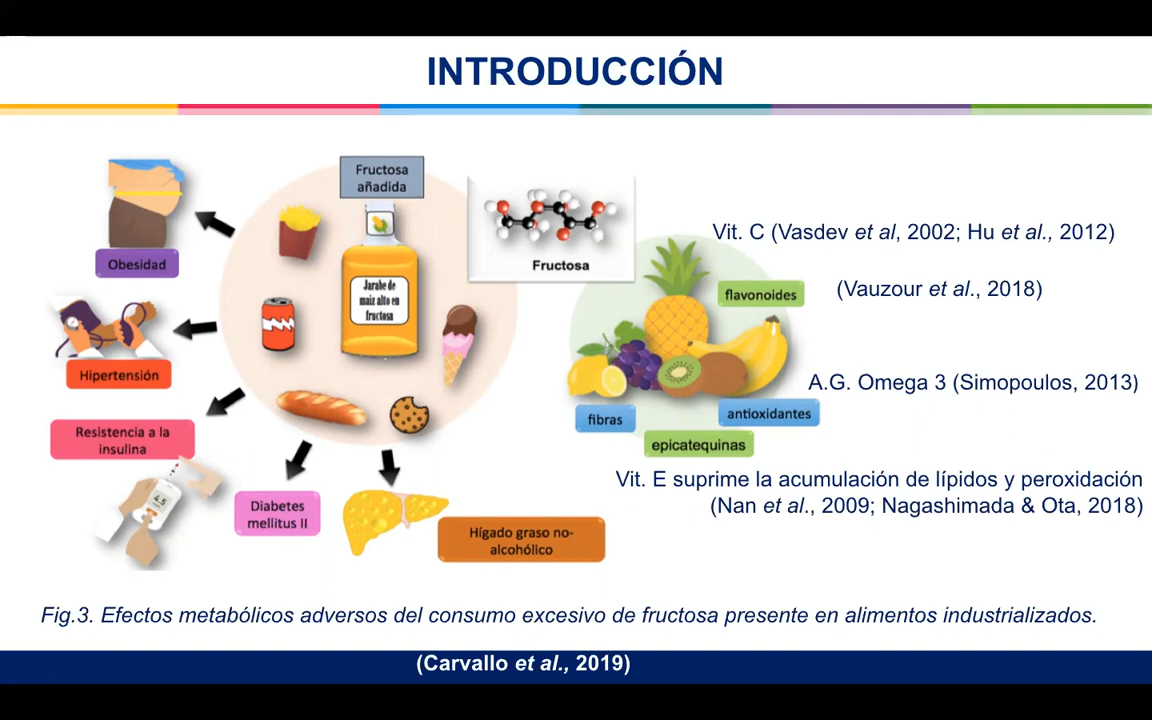 INTRODUCCIÓN
Fructosa
añadida
Jarabe de
maiz alto en
fructosa
Fructosa
Obesidad
Hipertensión
Resistencia a la
insulina
4.5
Diabetes
mellitus II
Hígado graso no-
alcohólico
Vit. C (Vasdev et al, 2002; Hu et al., 2012)
flavonoides
(Vauzour et al., 2018)
A.G. Omega 3 (Simopoulos, 2013)
fibras
antioxidantes
epicatequinas
Vit. E suprime la acumulación de lípidos y peroxidación
(Nan et al., 2009; Nagashimada & Ota, 2018)
Fig.3. Efectos metabólicos adversos del consumo excesivo de fructosa presente en alimentos industrializados.
(Carvallo et al., 2019)